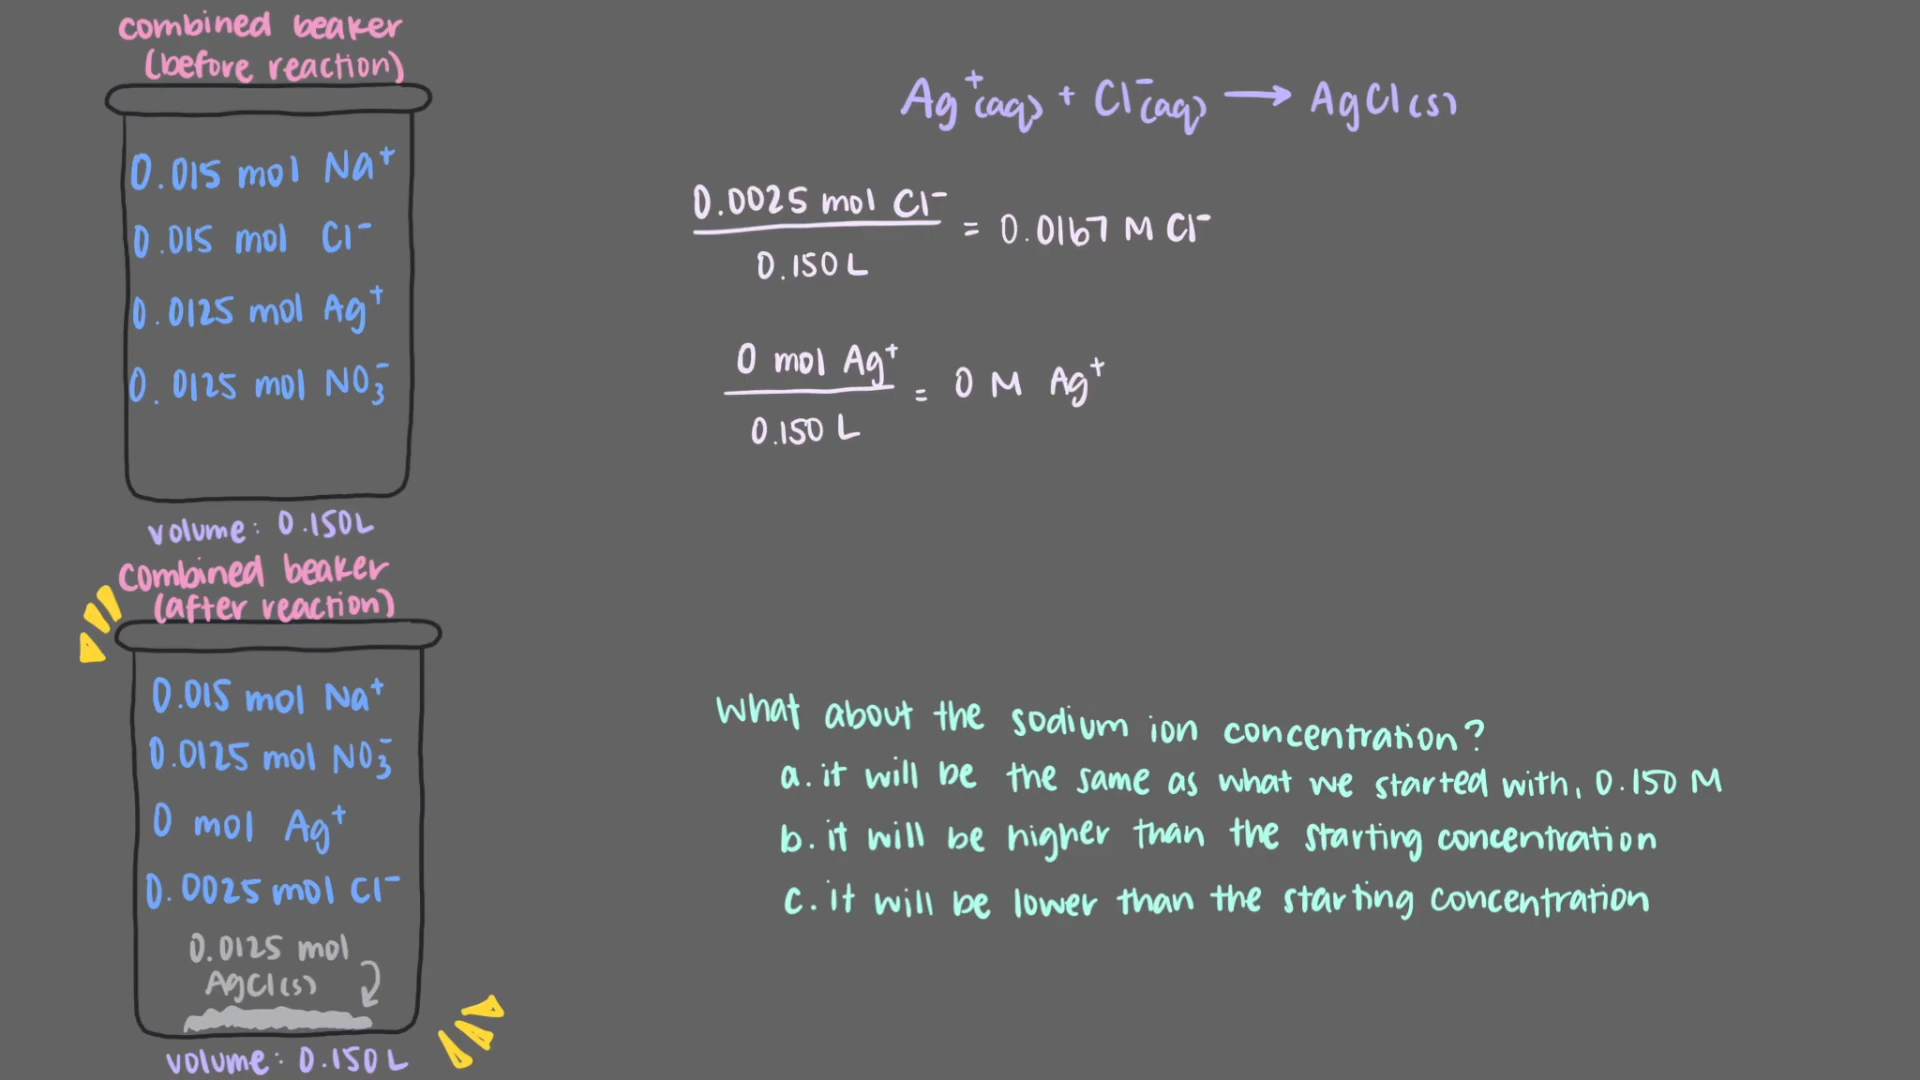 combined beaker
(before reaction)
0.015 mol Na⁺
0.015 mol Cl⁻
0.0125 mol Ag⁺
0.0125 mol NO₃⁻
volume: 0.150L
combined beaker
(after reaction)
0.015 mol Na⁺
0.0125 mol NO₃⁻
0 mol Ag⁺
0.0025 mol Cl⁻
0.0125 mol
AgCl(s)
volume: 0.150L
Ag⁺(aq) + Cl⁻(aq) → AgCl(s)
0.0025 mol Cl⁻
0.150L
= 0.0167 M Cl⁻
0 mol Ag⁺
0.150 L
= 0 M Ag⁺
What about the sodium ion concentration?
a. it will be the same as what we started with, 0.150 M
b. it will be higher than the starting concentration
c. it will be lower than the starting concentration